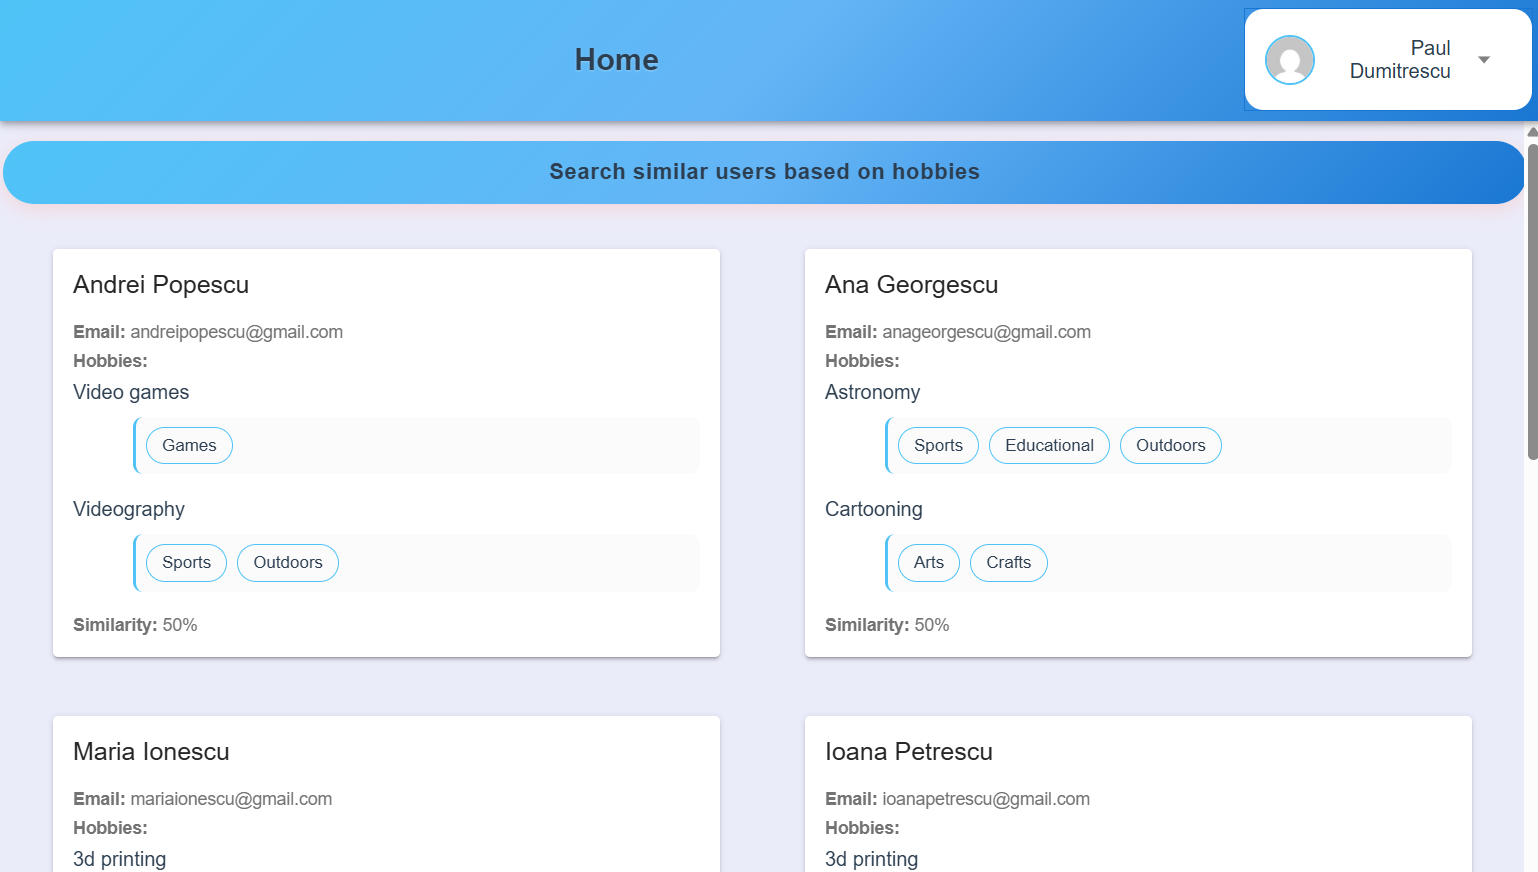 Home
Paul
Dumitrescu
Search similar users based on hobbies
Andrei Popescu
Email: andreipopescu@gmail.com
Hobbies:
Video games
Games
Videography
Sports Outdoors
Similarity: 50%
Ana Georgescu
Email: anageorgescu@gmail.com
Hobbies:
Astronomy
Sports Educational Outdoors
Cartooning
Arts Crafts
Similarity: 50%
Maria Ionescu
Email: mariaionescu@gmail.com
Hobbies:
3d printing
Ioana Petrescu
Email: ioanapetrescu@gmail.com
Hobbies:
3d printing